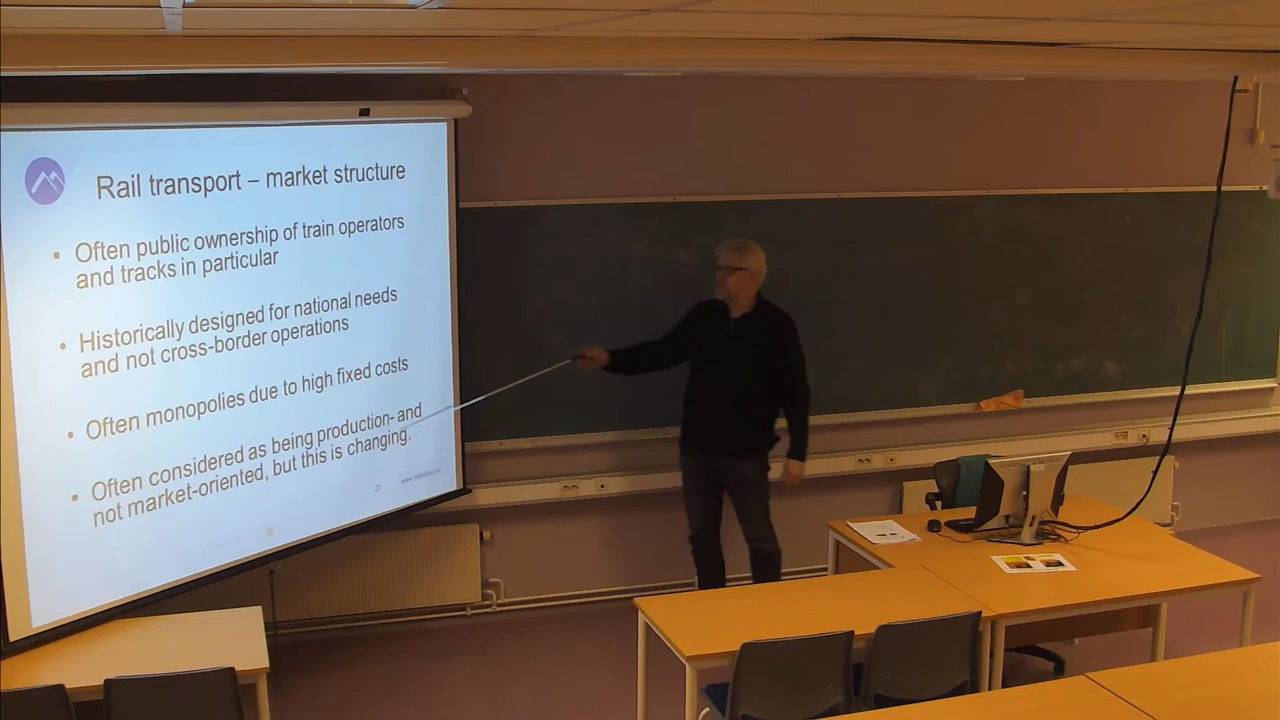 Rail transport – market structure
• Often public ownership of train operators
and tracks in particular
• Historically designed for national needs
and not cross-border operations
• Often monopolies due to high fixed costs
• Often considered as being production- and
not market-oriented, but this is changing.